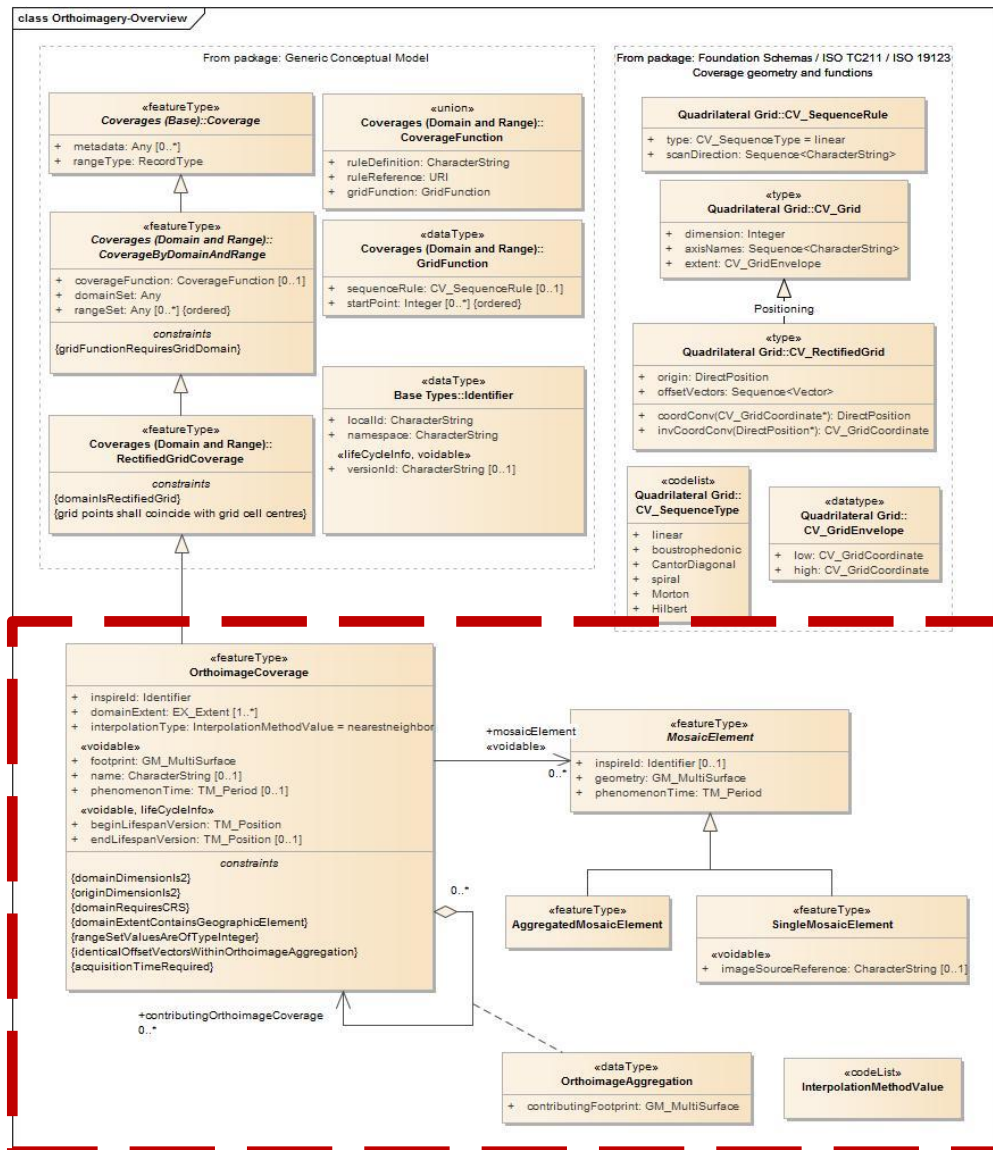 class Orthoimagery-Overview
From package: Generic Conceptual Model
«featureType»
Coverages (Base)::Coverage
+ metadata: Any [0..*]
+ rangeType: RecordType
«union»
Coverages (Domain and Range)::
CoverageFunction
+ ruleDefinition: CharacterString
+ ruleReference: URI
+ gridFunction: GridFunction
«featureType»
Coverages (Domain and Range)::
CoverageByDomainAndRange
+ coverageFunction: CoverageFunction [0..1]
+ domainSet: Any
+ rangeSet: Any [0..*] {ordered}
constraints
{gridFunctionRequiresGridDomain}
«dataType»
Coverages (Domain and Range)::
GridFunction
+ sequenceRule: CV_SequenceRule [0..1]
+ startPoint: Integer [0..*] {ordered}
«featureType»
Coverages (Domain and Range)::
RectifiedGridCoverage
constraints
{domainIsRectifiedGrid}
{grid points shall coincide with grid cell centres}
«dataType»
Base Types::Identifier
+ localId: CharacterString
+ namespace: CharacterString
«lifeCycleInfo, voidable»
+ versionId: CharacterString [0..1]
From package: Foundation Schemas / ISO TC211 / ISO 19123
Coverage geometry and functions
Quadrilateral Grid::CV_SequenceRule
+ type: CV_SequenceType = linear
+ scanDirection: Sequence<CharacterString>
«type»
Quadrilateral Grid::CV_Grid
+ dimension: Integer
+ axisNames: Sequence<CharacterString>
+ extent: CV_GridEnvelope
Positioning
«type»
Quadrilateral Grid::CV_RectifiedGrid
+ origin: DirectPosition
+ offsetVectors: Sequence<Vector>
+ coordConv(CV_GridCoordinate*): DirectPosition
+ invCoordConv(DirectPosition*): CV_GridCoordinate
«codelist»
Quadrilateral Grid::
CV_SequenceType
+ linear
+ boustrophedonic
+ CantorDiagonal
+ spiral
+ Morton
+ Hilbert
«datatype»
Quadrilateral Grid::
CV_GridEnvelope
+ low: CV_GridCoordinate
+ high: CV_GridCoordinate
«featureType»
OrthoimageCoverage
+ inspireId: Identifier
+ domainExtent: EX_Extent [1..*]
+ interpolationType: InterpolationMethodValue = nearestneighbor
«voidable»
+ footprint: GM_MultiSurface
+ name: CharacterString [0..1]
+ phenomenonTime: TM_Period [0..1]
«voidable, lifeCycleInfo»
+ beginLifespanVersion: TM_Position
+ endLifespanVersion: TM_Position [0..1]
constraints
{domainDimensionIs2}
{originDimensionIs2}
{domainRequiresCRS}
{domainExtentContainsGeographicElement}
{rangeSetValuesAreOfTypeInteger}
{identicalOffsetVectorsWithinOrthoimageAggregation}
{acquisitionTimeRequired}
+mosaicElement
«voidable»
0..*
«featureType»
MosaicElement
+ inspireId: Identifier [0..1]
+ geometry: GM_MultiSurface
+ phenomenonTime: TM_Period
0..*
«featureType»
AggregatedMosaicElement
«featureType»
SingleMosaicElement
«voidable»
+ imageSourceReference: CharacterString [0..1]
+contributingOrthoimageCoverage
0..*
«dataType»
OrthoimageAggregation
+ contributingFootprint: GM_MultiSurface
«codeList»
InterpolationMethodValue